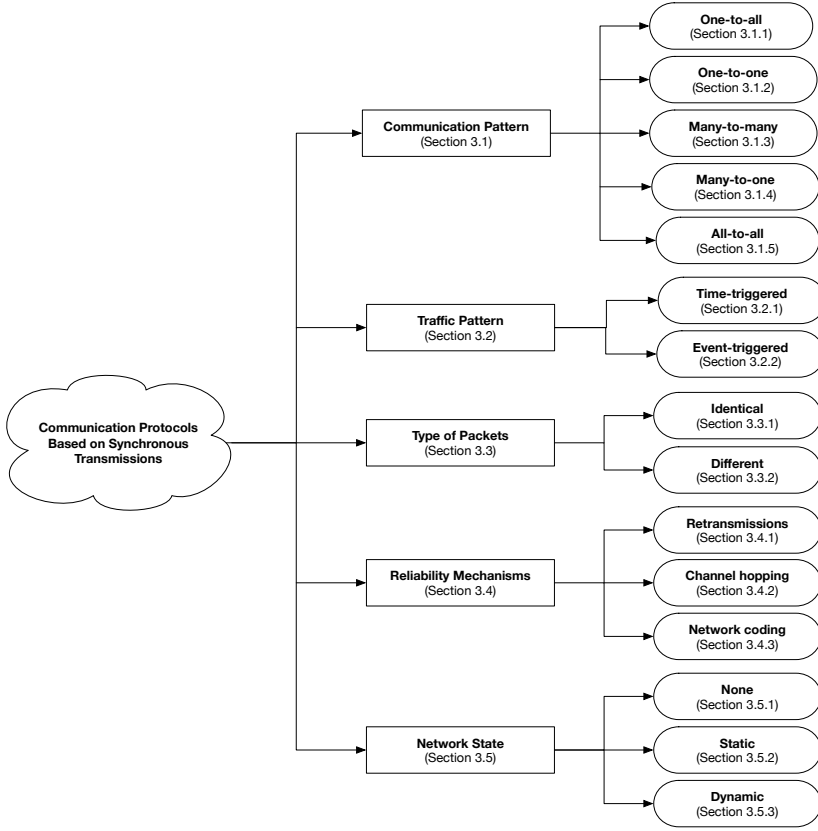 Communication Protocols
Based on Synchronous
Transmissions
Communication Pattern
(Section 3.1)
One-to-all
(Section 3.1.1)
One-to-one
(Section 3.1.2)
Many-to-many
(Section 3.1.3)
Many-to-one
(Section 3.1.4)
All-to-all
(Section 3.1.5)
Traffic Pattern
(Section 3.2)
Time-triggered
(Section 3.2.1)
Event-triggered
(Section 3.2.2)
Type of Packets
(Section 3.3)
Identical
(Section 3.3.1)
Different
(Section 3.3.2)
Reliability Mechanisms
(Section 3.4)
Retransmissions
(Section 3.4.1)
Channel hopping
(Section 3.4.2)
Network coding
(Section 3.4.3)
Network State
(Section 3.5)
None
(Section 3.5.1)
Static
(Section 3.5.2)
Dynamic
(Section 3.5.3)